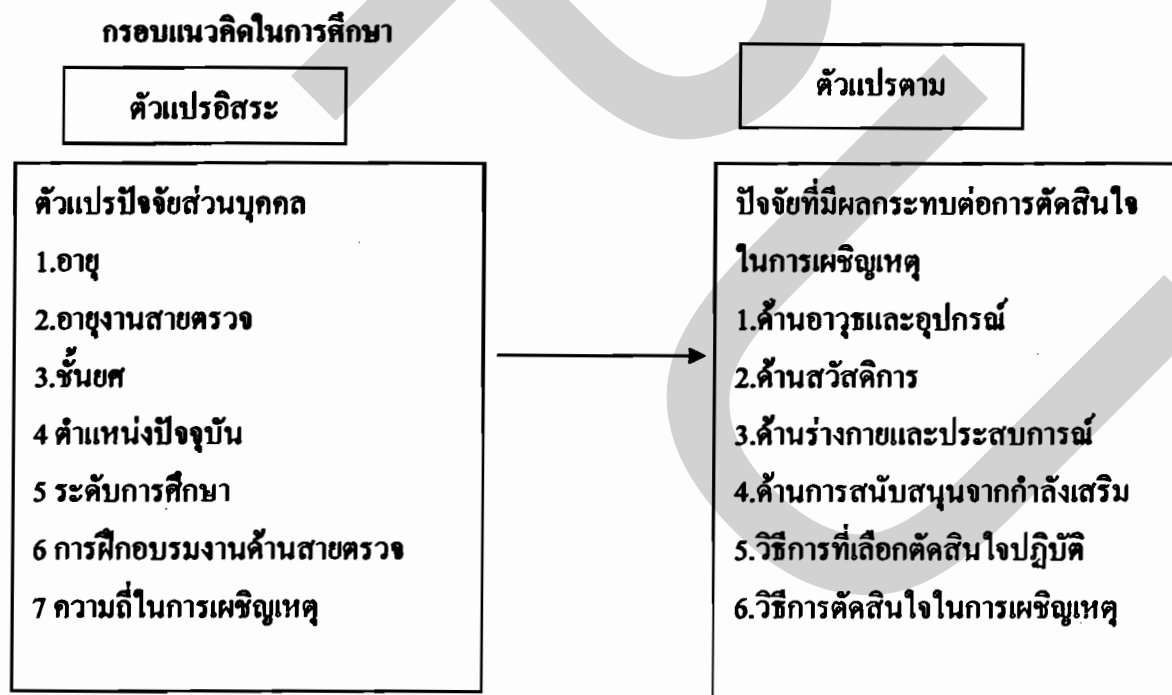 กรอบแนวคิดในการศึกษา
ตัวแปรอิสระ
ตัวแปรปัจจัยส่วนบุคคล
1.อายุ
2.อายุงานสายตรวจ
3.ชั้นยศ
4 ตำแหน่งปัจจุบัน
5 ระดับการศึกษา
6 การฝึกอบรมงานด้านสายตรวจ
7 ความถี่ในการเผชิญเหตุ
ตัวแปรตาม
ปัจจัยที่มีผลกระทบต่อการตัดสินใจ
ในการเผชิญเหตุ
1.ด้านอาวุธและอุปกรณ์
2.ด้านสวัสดิการ
3.ด้านร่างกายและประสบการณ์
4.ด้านการสนับสนุนจากกำลังเสริม
5.วิธีการที่เลือกตัดสินใจปฏิบัติ
6.วิธีการตัดสินใจในการเผชิญเหตุ